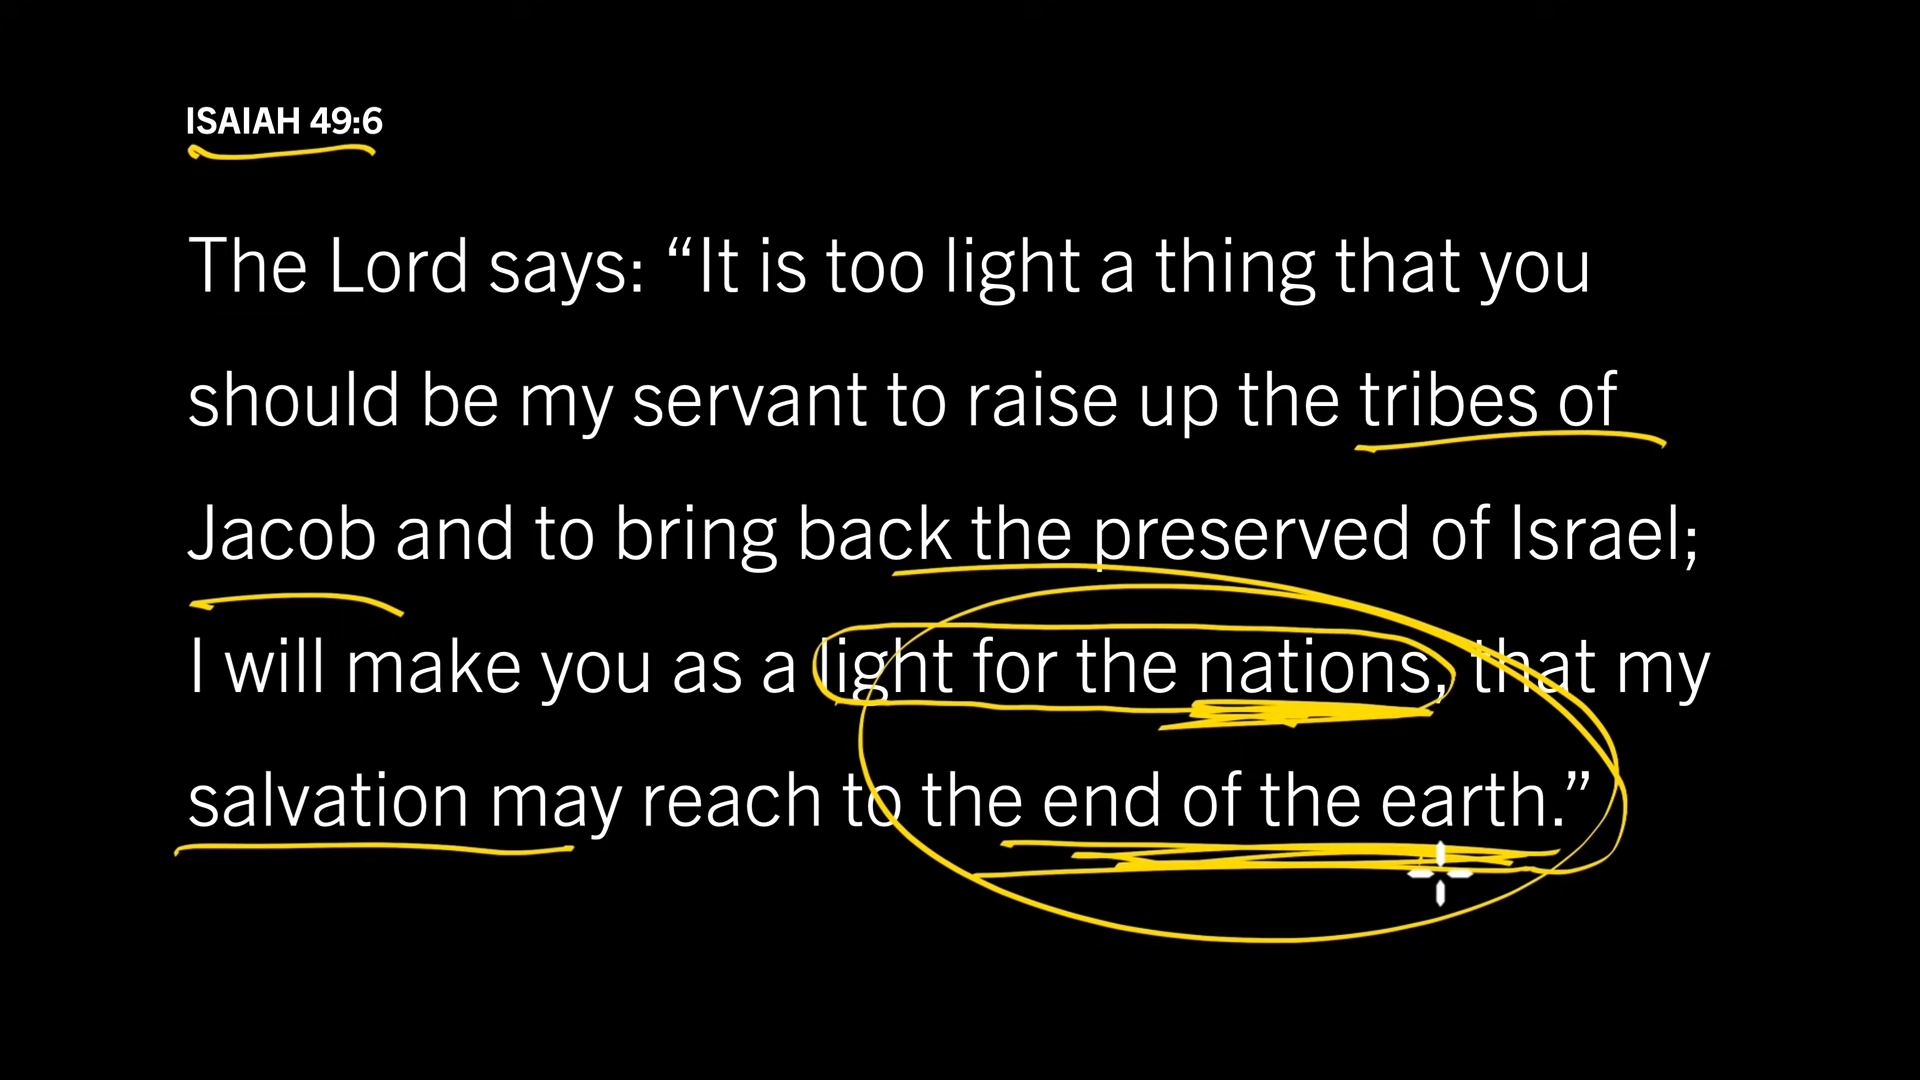 ISAIAH 49:6
The Lord says: “It is too light a thing that you
should be my servant to raise up the tribes of
Jacob and to bring back the preserved of Israel;
I will make you as a light for the nations, that my
salvation may reach to the end of the earth.”